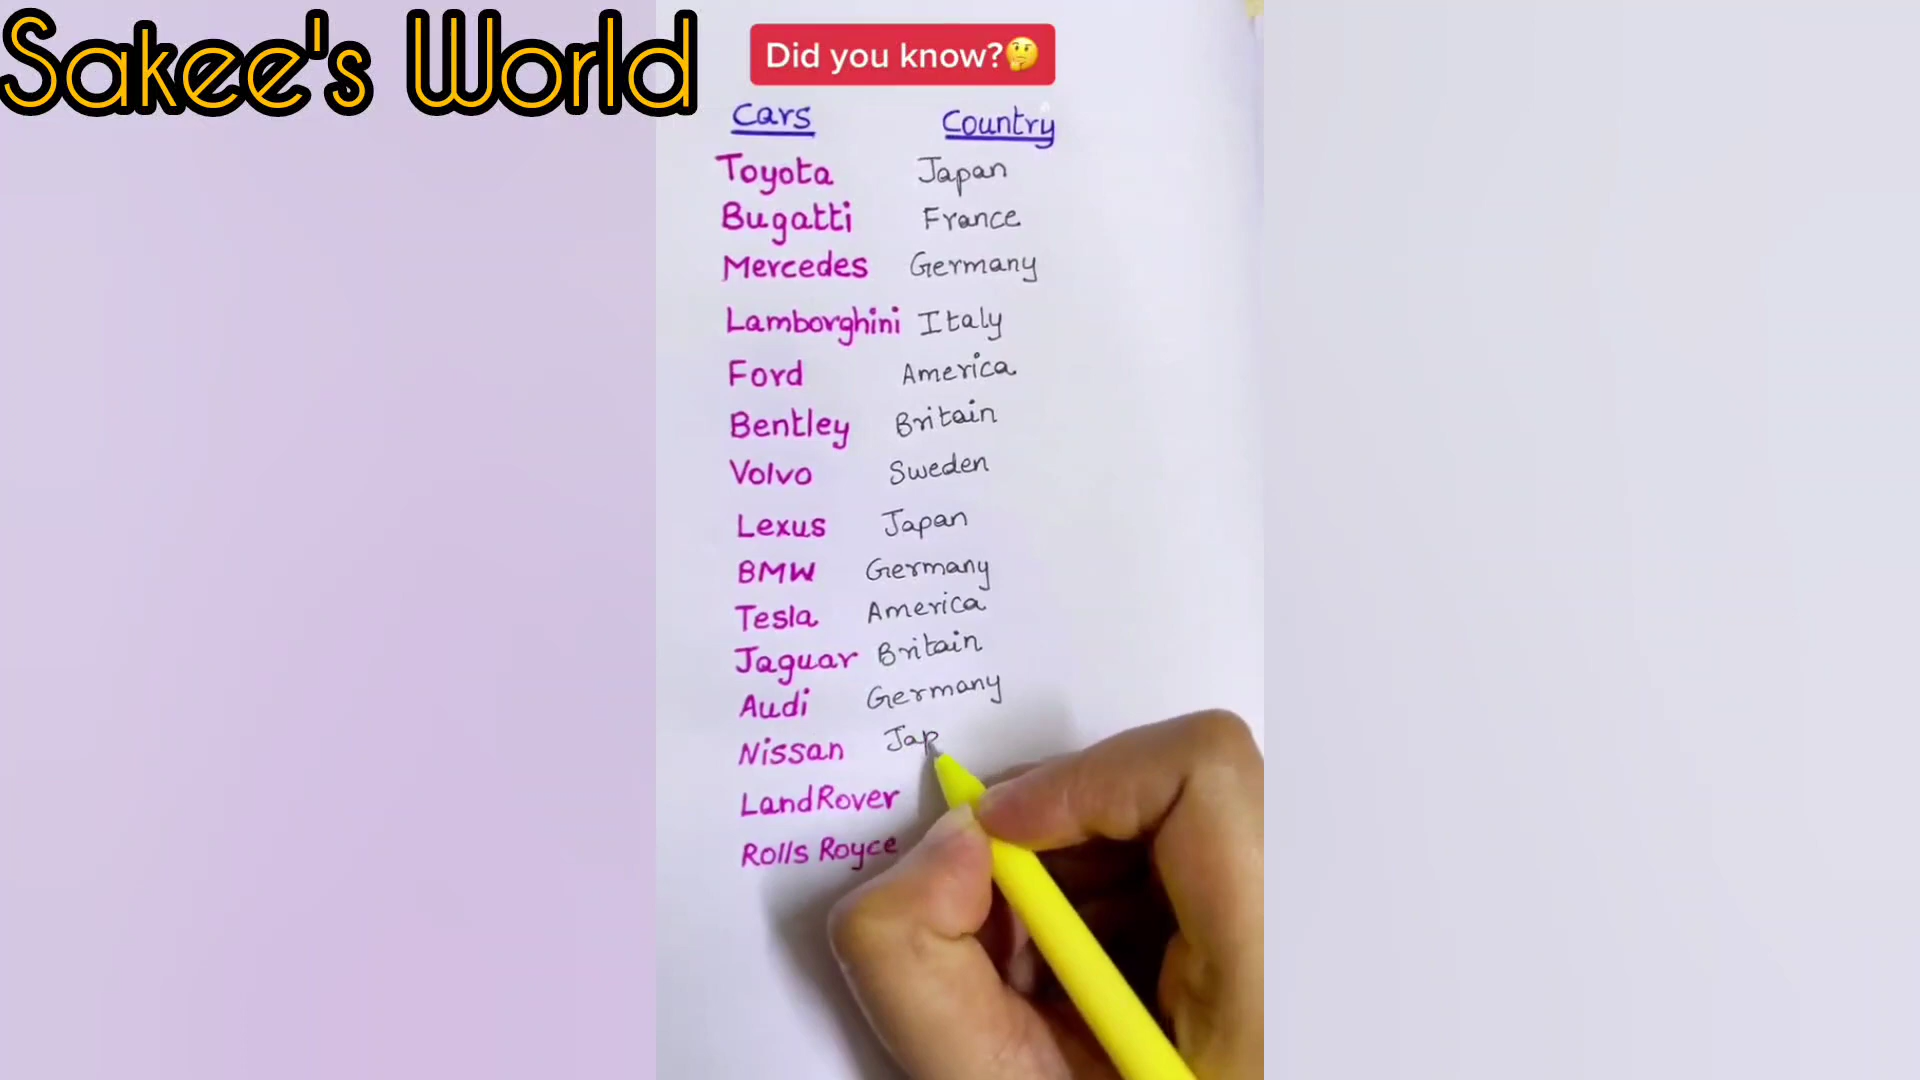 Sakee's World
Did you know?🤔
Cars Country
Toyota Japan
Bugatti France
Mercedes Germany
Lamborghini Italy
Ford America
Bentley Britain
Volvo Sweden
Lexus Japan
BMW Germany
Tesla America
Jaguar Britain
Audi Germany
Nissan Jap
LandRover
Rolls Royce